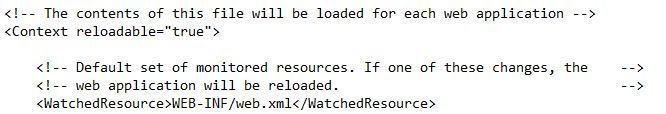 <!-- The contents of this file will be loaded for each web application -->
<Context reloadable="true">
<!-- Default set of monitored resources. If one of these changes, the -->
<!-- web application will be reloaded. -->
<WatchedResource>WEB-INF/web.xml</WatchedResource>